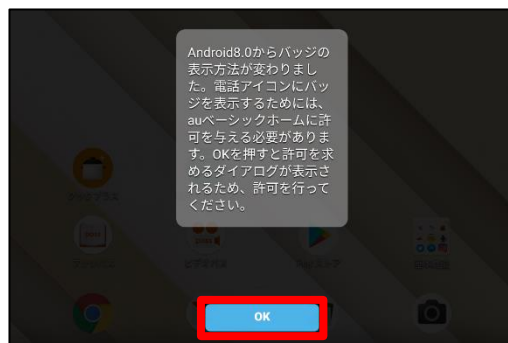 Android8.0からバッジの
表示方法が変わりまし
た。電話アイコンにバッ
ジを表示するためには、
auベーシックホームに許
可を与える必要がありま
す。OKを押すと許可を求
めるダイアログが表示さ
れるため、許可を行って
ください。
OK